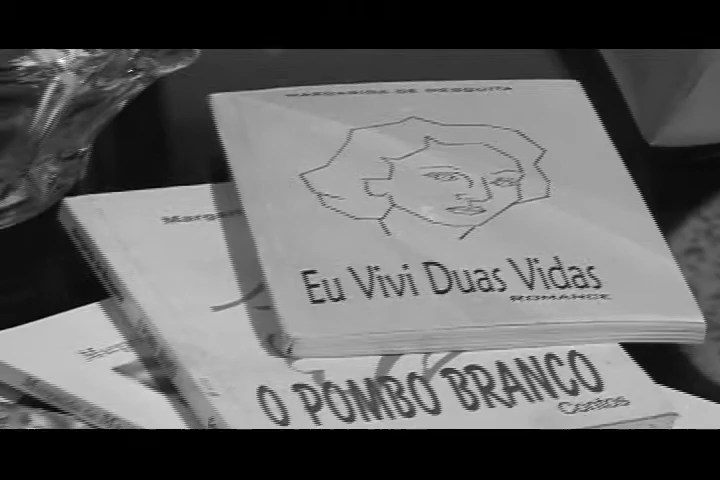 MARGARIDA DE MESQUITA
Eu Vivi Duas Vidas
ROMANCE
O POMBO BRANCO
Contos